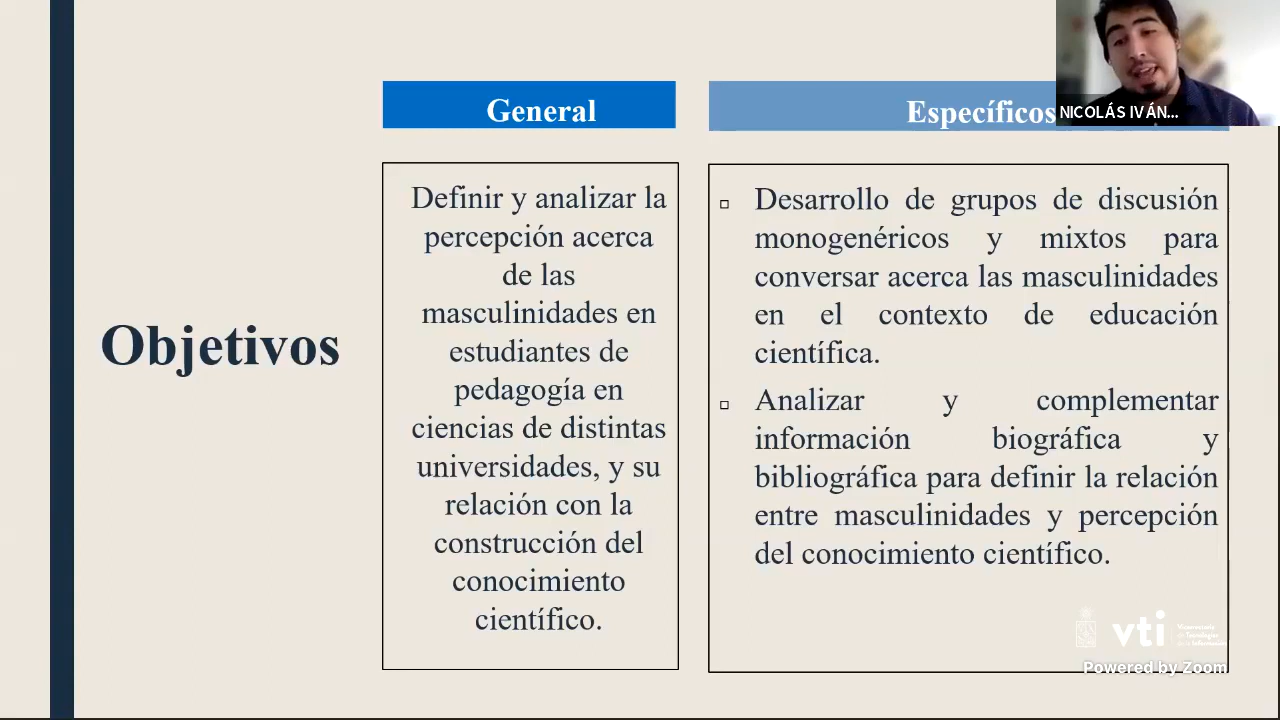 General
Específicos
NICOLÁS IVÁN...
Objetivos
Definir y analizar la
percepción acerca
de las
masculinidades en
estudiantes de
pedagogía en
ciencias de distintas
universidades, y su
relación con la
construcción del
conocimiento
científico.
Desarrollo de grupos de discusión
monogenéricos y mixtos para
conversar acerca las masculinidades
en el contexto de educación
científica.
Analizar y complementar
información biográfica y
bibliográfica para definir la relación
entre masculinidades y percepción
del conocimiento científico.
vti
Powered by Zoom